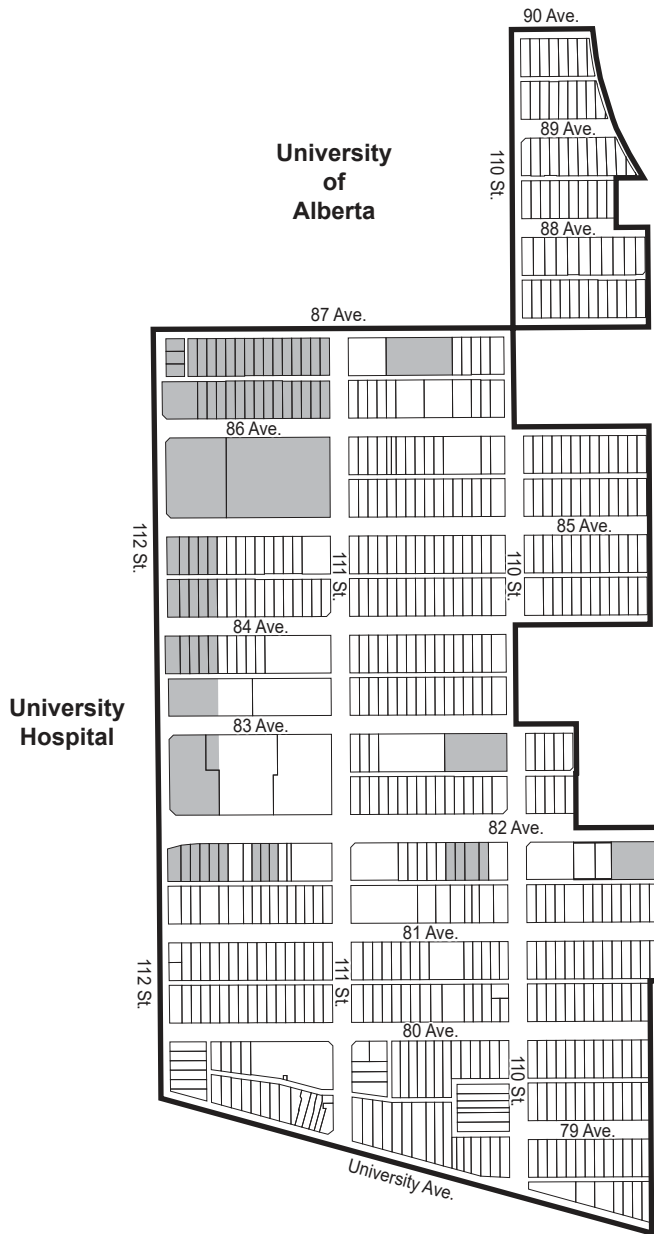 90 Ave.
University
of
Alberta
89 Ave.
110 St.
88 Ave.
87 Ave.
86 Ave.
112 St.
85 Ave.
111 St.
110 St.
84 Ave.
University
Hospital
83 Ave.
82 Ave.
81 Ave.
112 St.
111 St.
80 Ave.
110 St.
79 Ave.
University Ave.